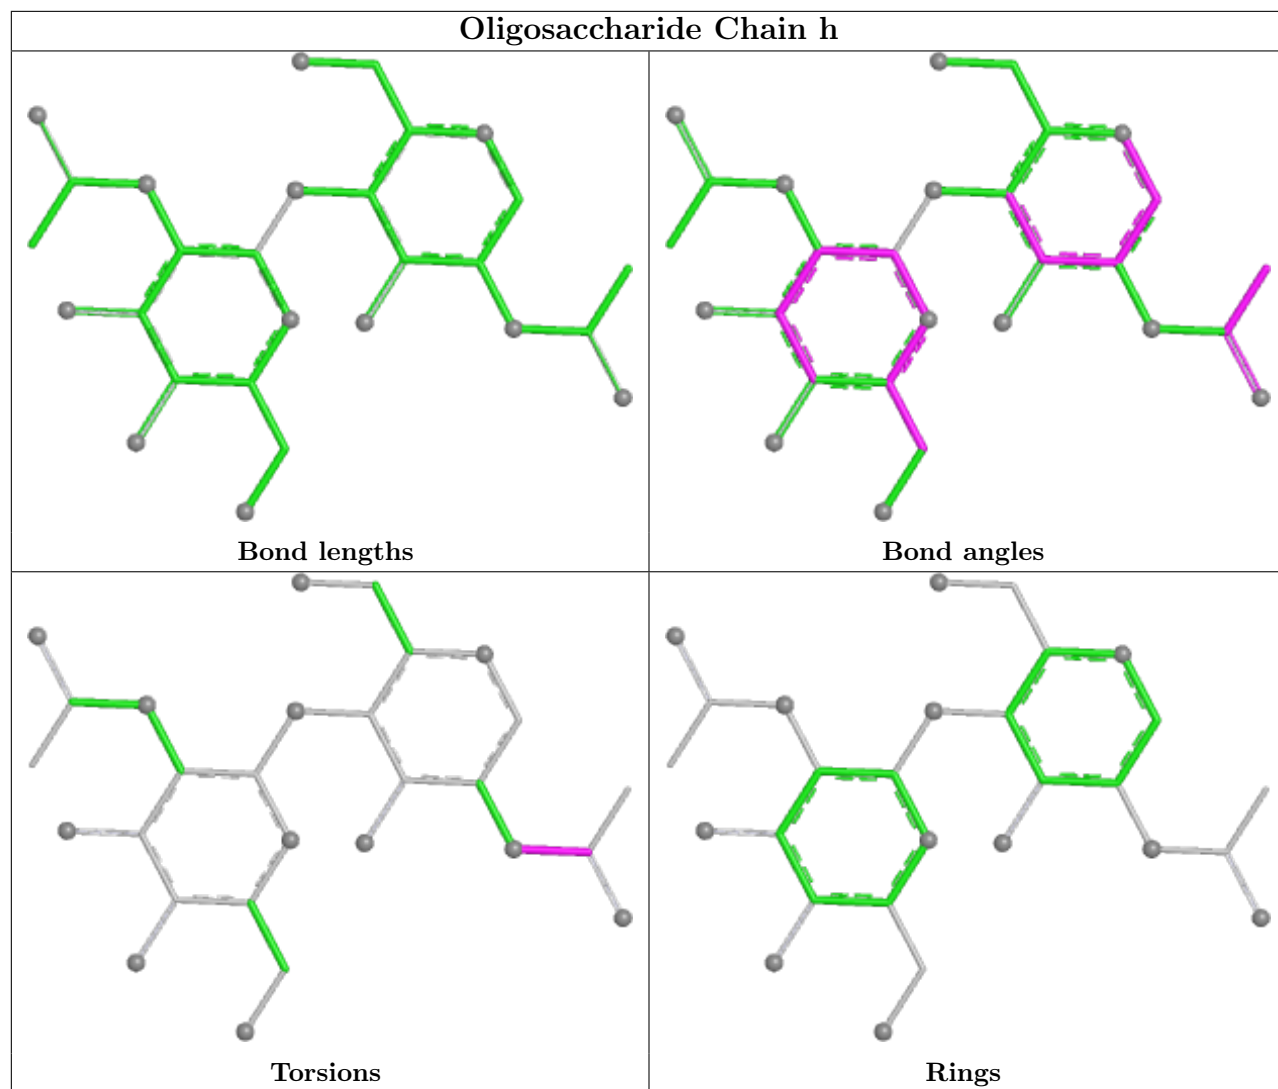 Oligosaccharide Chain h
Bond lengths
Bond angles
Torsions
Rings